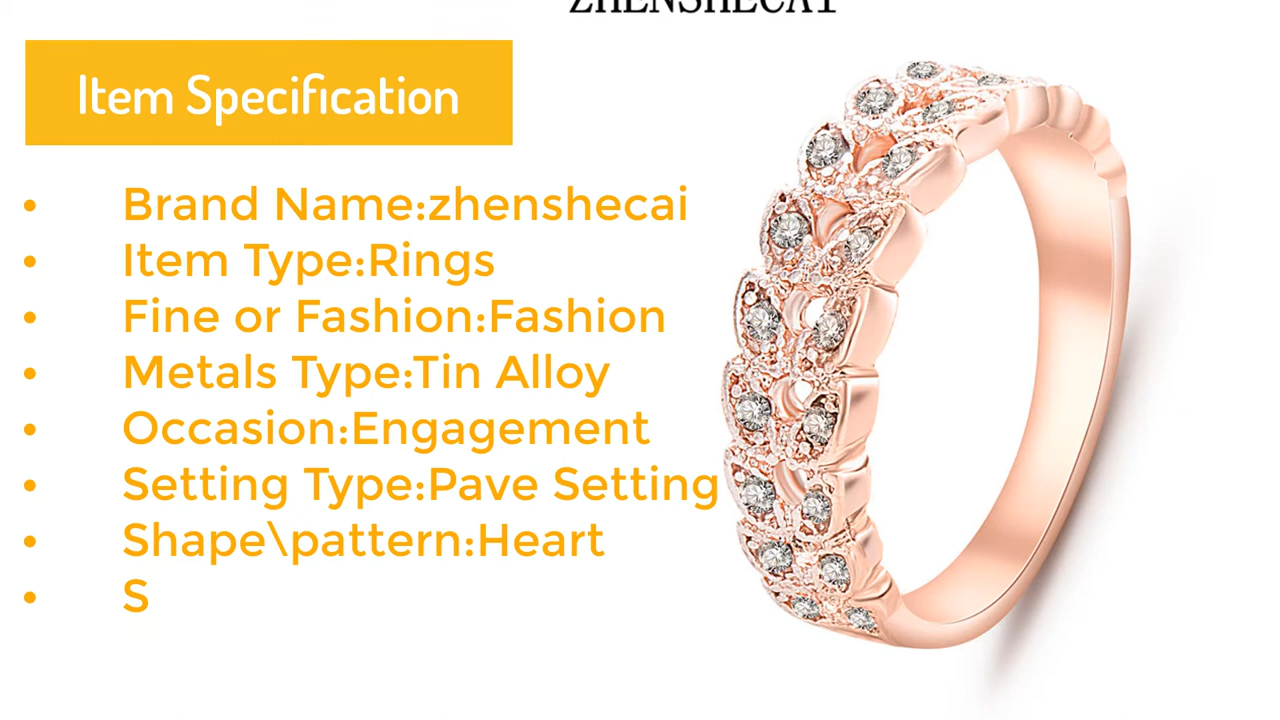 ZHENSHECAI
Item Specification
• Brand Name:zhenshecai
• Item Type:Rings
• Fine or Fashion:Fashion
• Metals Type:Tin Alloy
• Occasion:Engagement
• Setting Type:Pave Setting
• Shape\pattern:Heart
• S